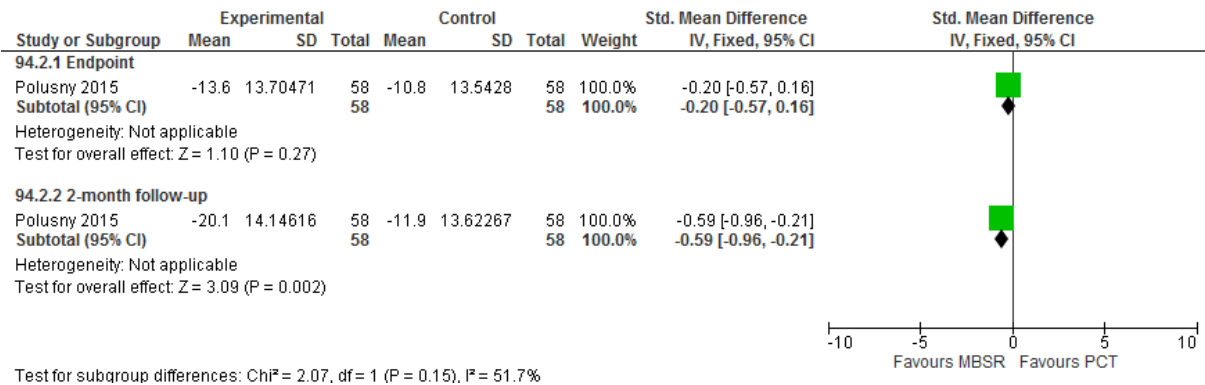 Experimental Control Std. Mean Difference Std. Mean Difference
Study or Subgroup Mean SD Total Mean SD Total Weight IV, Fixed, 95% CI IV, Fixed, 95% CI
94.2.1 Endpoint
Polusny 2015 -13.6 13.70471 58 -10.8 13.5428 58 100.0% -0.20 [-0.57, 0.16]
Subtotal (95% CI) 58 58 100.0% -0.20 [-0.57, 0.16]
Heterogeneity: Not applicable
Test for overall effect: Z = 1.10 (P = 0.27)
94.2.2 2-month follow-up
Polusny 2015 -20.1 14.14616 58 -11.9 13.62267 58 100.0% -0.59 [-0.96, -0.21]
Subtotal (95% CI) 58 58 100.0% -0.59 [-0.96, -0.21]
Heterogeneity: Not applicable
Test for overall effect: Z = 3.09 (P = 0.002)
-10 -5 0 5 10
Favours MBSR Favours PCT
Test for subgroup differences: Chi² = 2.07, df = 1 (P = 0.15), I² = 51.7%